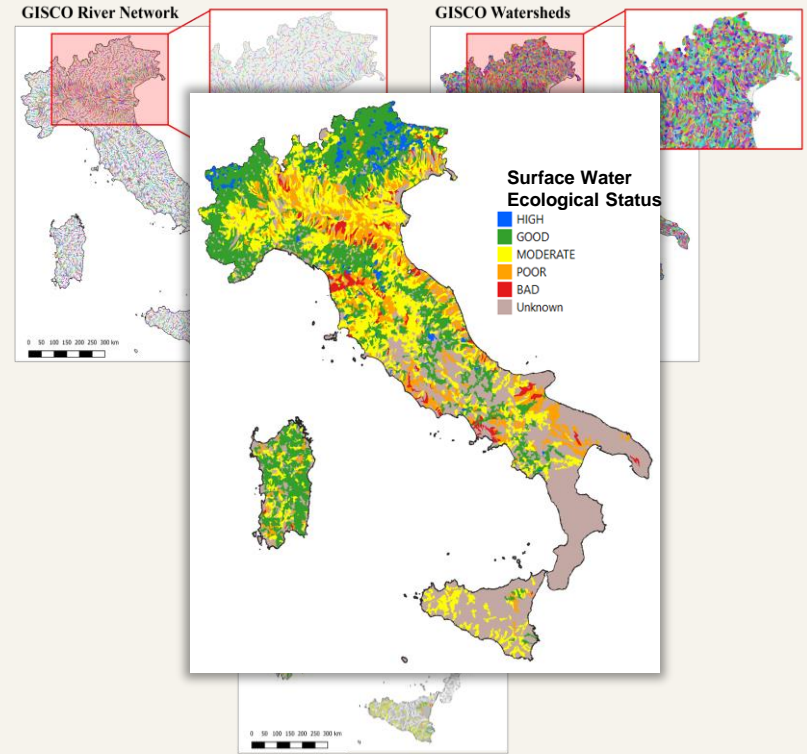 GISCO River Network
GISCO Watersheds
Surface Water
Ecological Status
HIGH
GOOD
MODERATE
POOR
BAD
Unknown
0 50 100 150 200 250 300 km
0 50 100 150 200 250 300 km